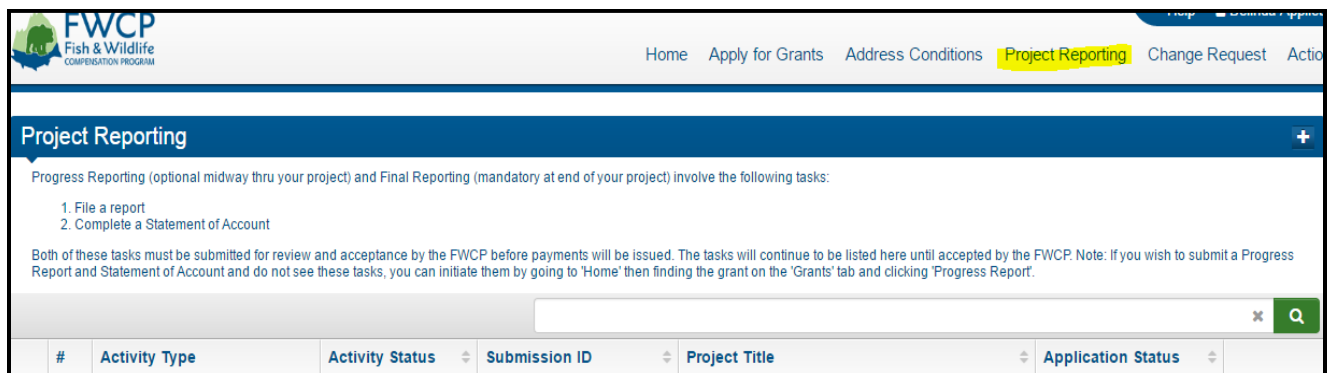 FWCP
Fish & Wildlife
COMPENSATION PROGRAM
Help
Home Apply for Grants Address Conditions Project Reporting Change Request Actio
Project Reporting
Progress Reporting (optional midway thru your project) and Final Reporting (mandatory at end of your project) involve the following tasks:
1. File a report
2. Complete a Statement of Account
Both of these tasks must be submitted for review and acceptance by the FWCP before payments will be issued. The tasks will continue to be listed here until accepted by the FWCP. Note: If you wish to submit a Progress
Report and Statement of Account and do not see these tasks, you can initiate them by going to 'Home' then finding the grant on the 'Grants' tab and clicking 'Progress Report'.
# Activity Type Activity Status Submission ID Project Title Application Status